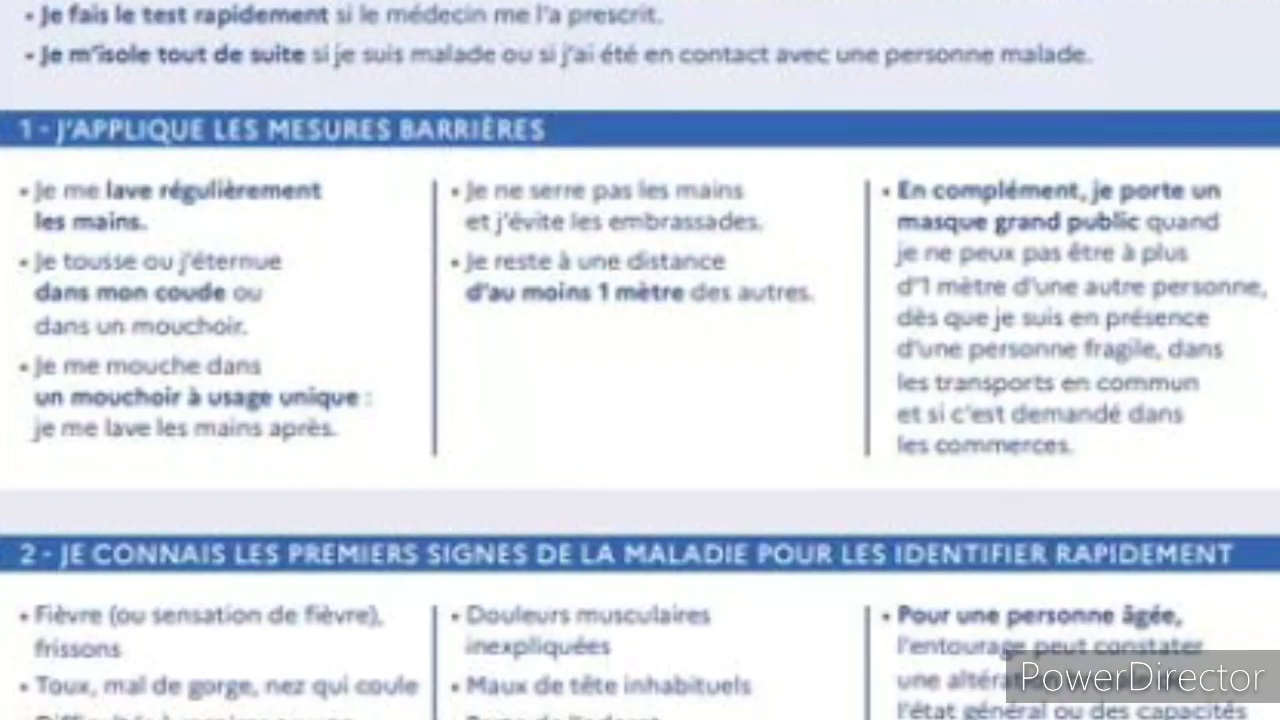 • Je fais le test rapidement si le médecin me l'a prescrit.
• Je m'isole tout de suite si je suis malade ou si j'ai été en contact avec une personne malade.
1 - J'APPLIQUE LES MESURES BARRIÈRES
• Je me lave régulièrement
les mains.
• Je tousse ou j'éternue
dans mon coude ou
dans un mouchoir.
• Je me mouche dans
un mouchoir à usage unique :
je me lave les mains après.
• Je ne serre pas les mains
et j'évite les embrassades.
• Je reste à une distance
d'au moins 1 mètre des autres.
• En complément, je porte un
masque grand public quand
je ne peux pas être à plus
d'1 mètre d'une autre personne,
dès que je suis en présence
d'une personne fragile, dans
les transports en commun
et si c'est demandé dans
les commerces.
2 - JE CONNAIS LES PREMIERS SIGNES DE LA MALADIE POUR LES IDENTIFIER RAPIDEMENT
• Fièvre (ou sensation de fièvre),
frissons
• Toux, mal de gorge, nez qui coule
• Douleurs musculaires
inexpliquées
• Maux de tête inhabituels
• Pour une personne âgée,
l'entourage peut constater
une
l'état général ou des capacités
PowerDirector